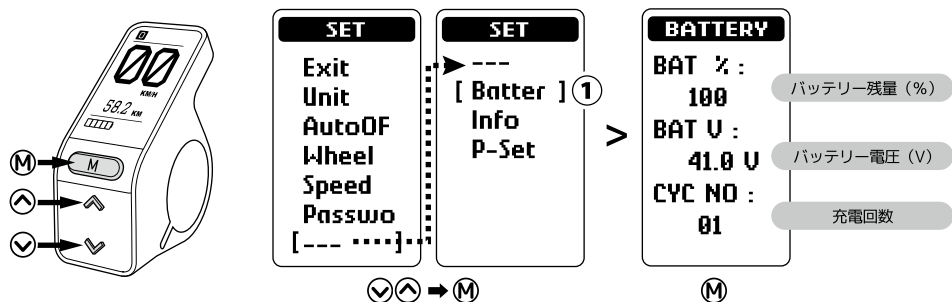 00
KM/H
58.2 KM
M
M
SET
Exit
Unit
AutoOF
Wheel
Speed
Passwo
[--- ]
SET
---
[ Batter ] 1
Info
P-Set
>
BATTERY
BAT % :
100
BAT V :
41.0 V
CYC NO :
01
バッテリー残量（%）
バッテリー電圧（V）
充電回数
M
M